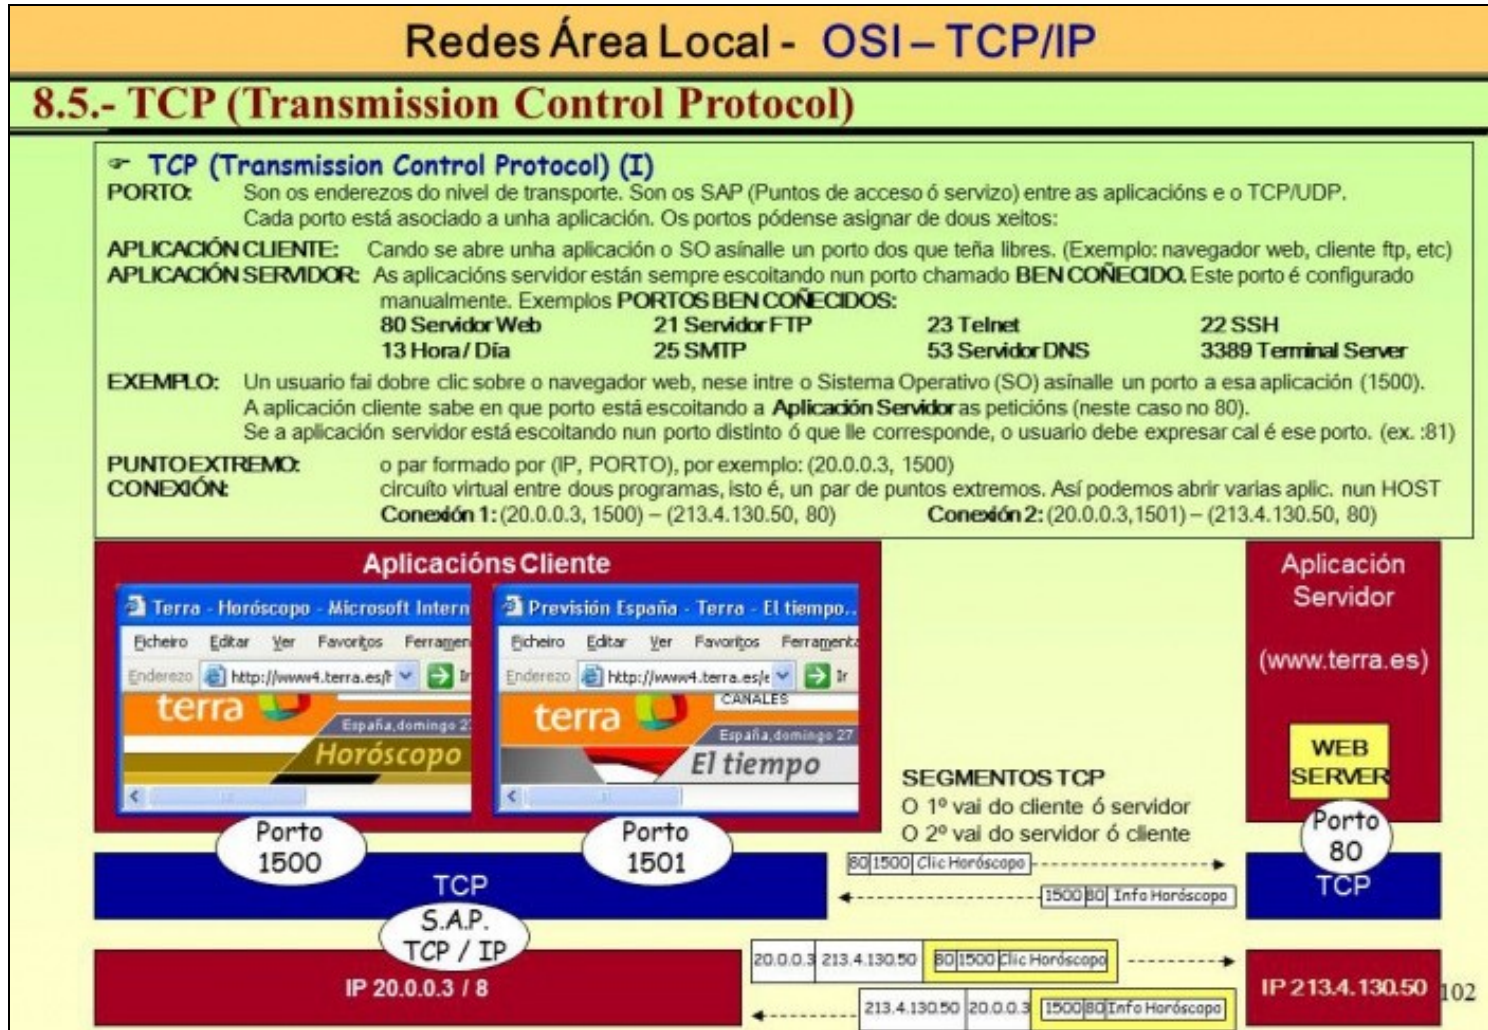 Redes Área Local - OSI – TCP/IP
8.5.- TCP (Transmission Control Protocol)
☞ TCP (Transmission Control Protocol) (I)
PORTO: Son os enderezos do nivel de transporte. Son os SAP (Puntos de acceso ó servizo) entre as aplicacións e o TCP/UDP.
Cada porto está asociado a unha aplicación. Os portos pódense asignar de dous xeitos:
APLICACIÓN CLIENTE: Cando se abre unha aplicación o SO asínalle un porto dos que teña libres. (Exemplo: navegador web, cliente ftp, etc)
APLICACIÓN SERVIDOR: As aplicacións servidor están sempre escoitando nun porto chamado BEN COÑECIDO. Este porto é configurado
manualmente. Exemplos PORTOS BEN COÑECIDOS:
80 Servidor Web 21 Servidor FTP 23 Telnet 22 SSH
13 Hora / Día 25 SMTP 53 Servidor DNS 3389 Terminal Server
EXEMPLO: Un usuario fai dobre clic sobre o navegador web, nese intre o Sistema Operativo (SO) asínalle un porto a esa aplicación (1500).
A aplicación cliente sabe en que porto está escoitando a Aplicación Servidor as peticións (neste caso no 80).
Se a aplicación servidor está escoitando nun porto distinto ó que lle corresponde, o usuario debe expresar cal é ese porto. (ex. :81)
PUNTO EXTREMO: o par formado por (IP, PORTO), por exemplo: (20.0.0.3, 1500)
CONEXIÓN: circuíto virtual entre dous programas, isto é, un par de puntos extremos. Así podemos abrir varias aplic. nun HOST
Conexión 1: (20.0.0.3, 1500) – (213.4.130.50, 80) Conexión 2: (20.0.0.3,1501) – (213.4.130.50, 80)
Aplicacións Cliente
Terra - Horóscopo - Microsoft Intern
Ficheiro Editar Ver Favoritos Ferramen
Enderezo http://www4.terra.es/h Ir
terra
España,domingo 2
Horóscopo
Previsión España - Terra - El tiempo..
Ficheiro Editar Ver Favoritos Ferramenta
Enderezo http://www4.terra.es/e Ir
CANALES
terra
España,domingo 27
El tiempo
Aplicación
Servidor
(www.terra.es)
WEB
SERVER
SEGMENTOS TCP
O 1º vai do cliente ó servidor
O 2º vai do servidor ó cliente
Porto
1500
Porto
1501
Porto
80
TCP
80 1500 Clic Horóscopo
1500 80 Info Horóscopo
TCP
S.A.P.
TCP / IP
IP 20.0.0.3 / 8
20.0.0.3 213.4.130.50 80 1500 Clic Horóscopo
213.4.130.50 20.0.0.3 1500 80 Info Horóscopo
IP 213.4.130.50
102